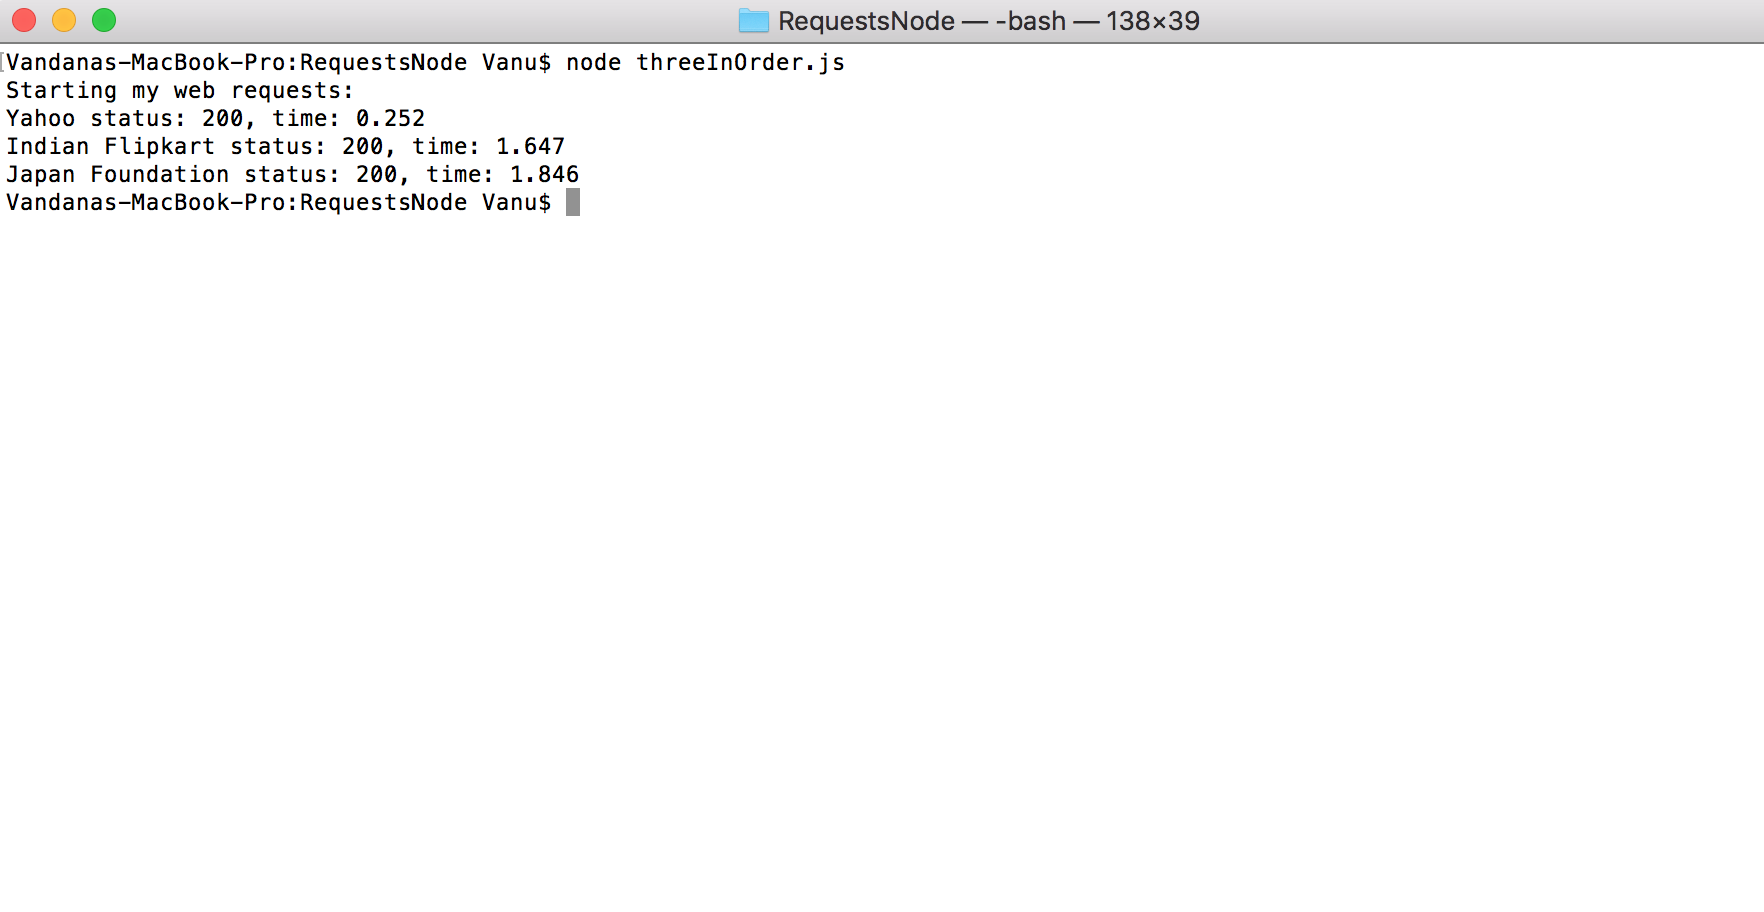 RequestsNode — -bash — 138×39
[Vandanas-MacBook-Pro:RequestsNode Vanu$ node threeInOrder.js
Starting my web requests:
Yahoo status: 200, time: 0.252
Indian Flipkart status: 200, time: 1.647
Japan Foundation status: 200, time: 1.846
Vandanas-MacBook-Pro:RequestsNode Vanu$